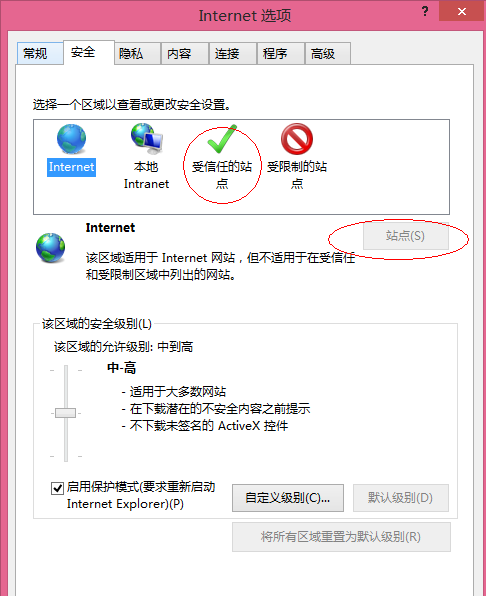 Internet 选项
?
常规 安全 隐私 内容 连接 程序 高级
选择一个区域以查看或更改安全设置。
Internet
本地
Intranet
受信任的站
点
受限制的站
点
Internet
站点(S)
该区域适用于 Internet 网站，但不适用于在受信任
和受限制区域中列出的网站。
该区域的安全级别(L)
该区域的允许级别: 中到高
中-高
- 适用于大多数网站
- 在下载潜在的不安全内容之前提示
- 不下载未签名的 ActiveX 控件
启用保护模式(要求重新启动
Internet Explorer)(P)
自定义级别(C)...
默认级别(D)
将所有区域重置为默认级别(R)